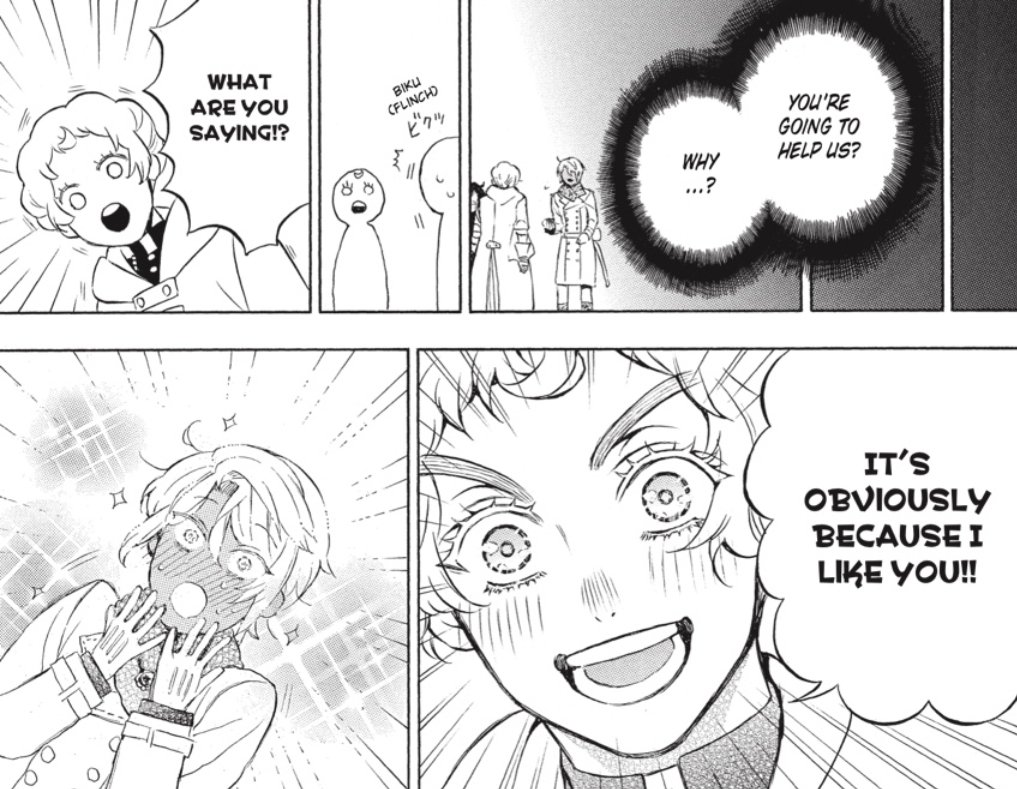 YOU'RE
GOING TO
HELP US?
WHY
...?
BIKU
(FLINCH)
ビクッ
WHAT
ARE YOU
SAYING!?
IT'S
OBVIOUSLY
BECAUSE I
LIKE YOU!!